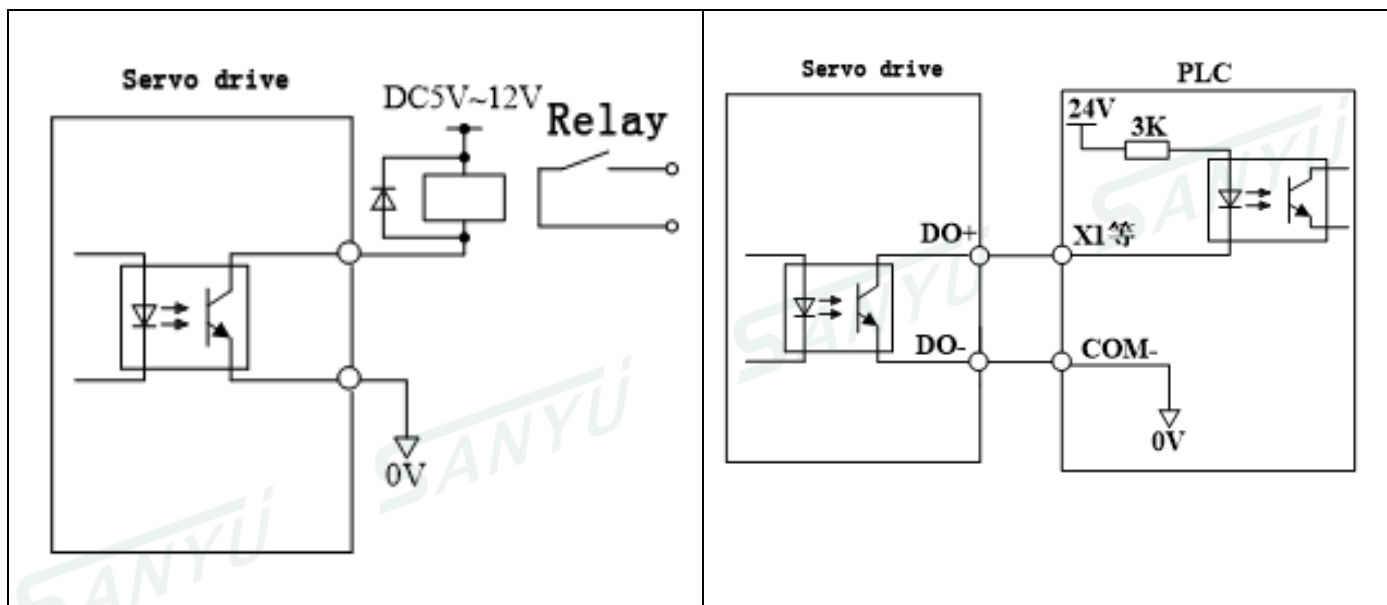 Servo drive
DC5V~12V
Relay
0V
SANYU
SANYU
Servo drive
PLC
24V
3K
DO+
X1等
DO-
COM-
0V
SANYU
SANYU